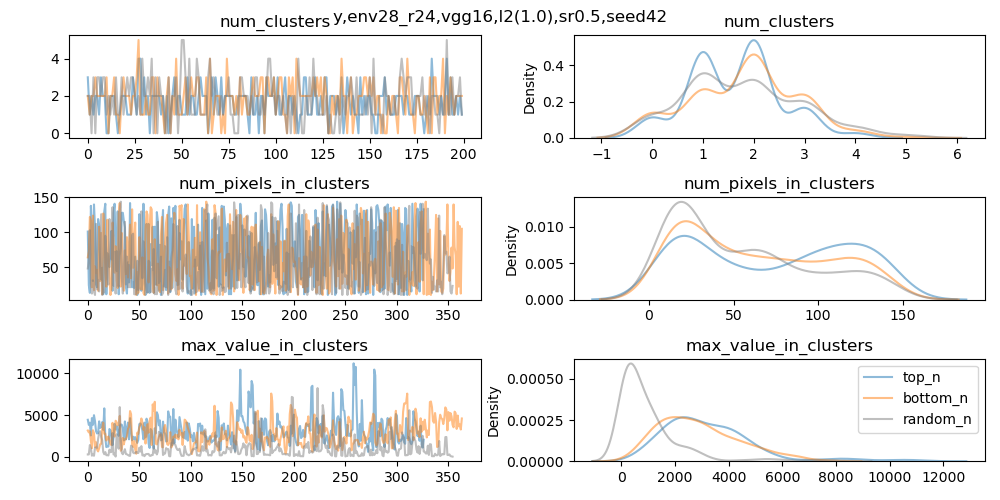 y,env28_r24,vgg16,l2(1.0),sr0.5,seed42
num_clusters
4
2
0
0 25 50 75 100 125 150 175 200
num_clusters
Density
0.4
0.2
0.0
−1 0 1 2 3 4 5 6
num_pixels_in_clusters
150
100
50
0 50 100 150 200 250 300 350
num_pixels_in_clusters
Density
0.010
0.005
0.000
0 50 100 150
max_value_in_clusters
10000
5000
0
0 50 100 150 200 250 300 350
max_value_in_clusters
Density
0.00050
0.00025
0.00000
0 2000 4000 6000 8000 10000 12000
top_n
bottom_n
random_n